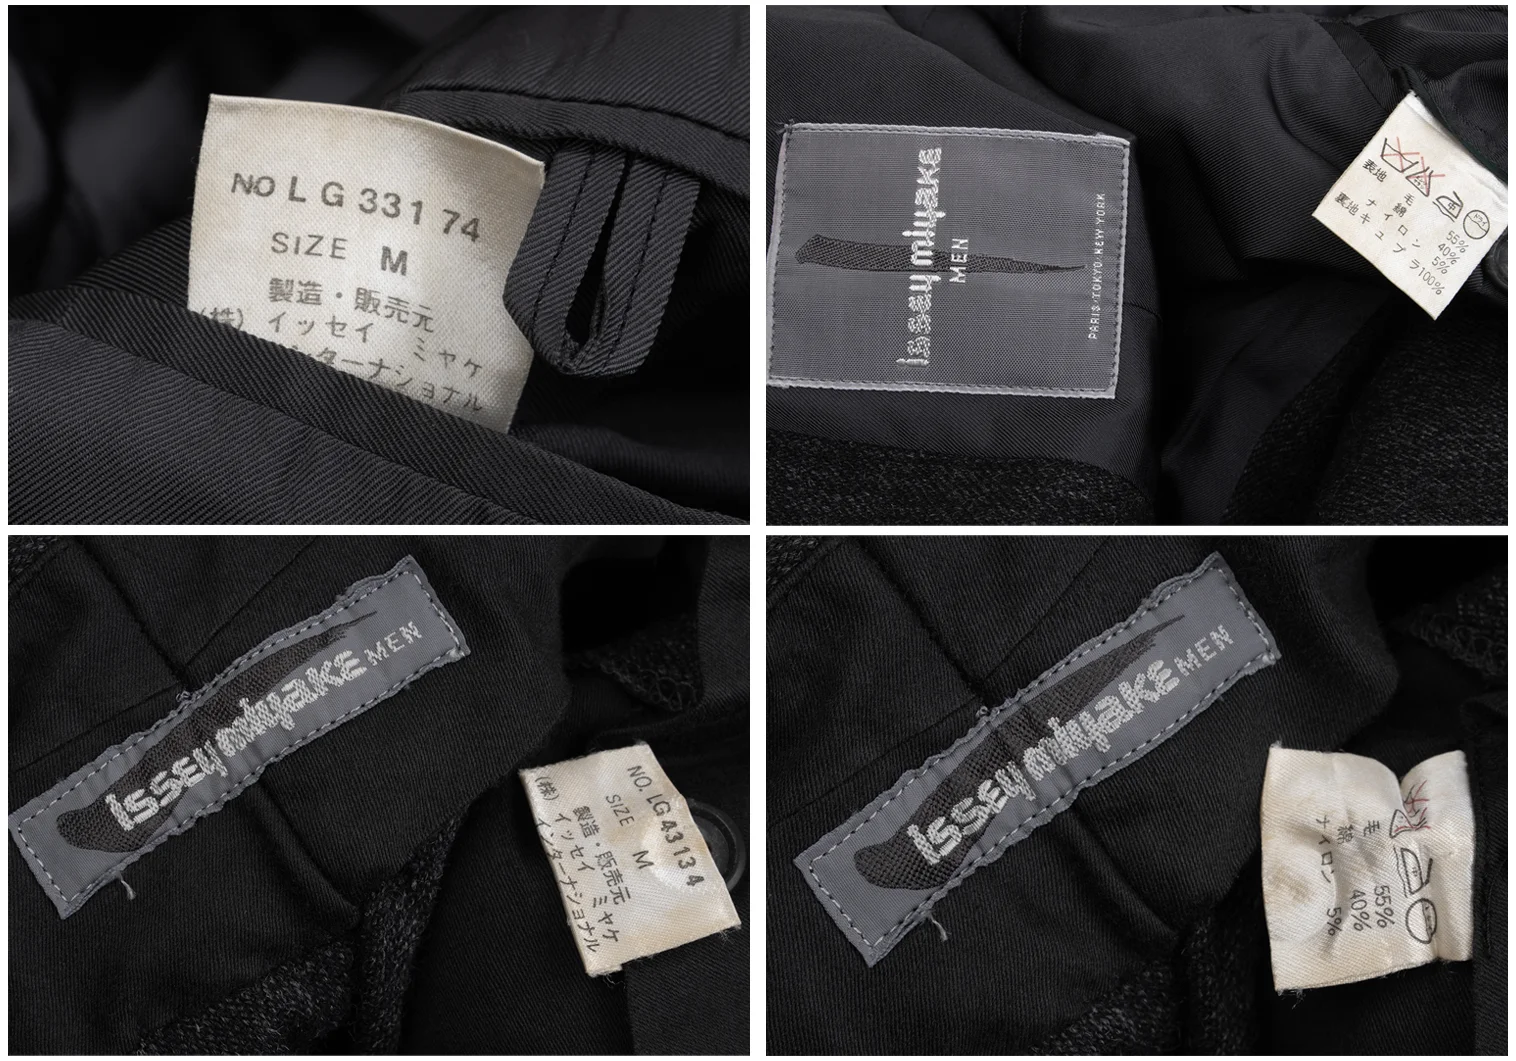 NO LG 331 74
SIZE M
製造・販売元
(株) イッセイ ミヤケ
ンターナショナル
issey miyake
MEN
PARIS・TOKYO・NEW YORK
表地 毛 55%
綿 40%
ナイロン 5%
裏地キュプラ100%
issey miyake MEN
NO. LG43134
SIZE M
製造・販売元
(株) イッセイ ミヤケ
インターナショナル
issey miyake MEN
毛 55%
綿 40%
ナイロン 5%